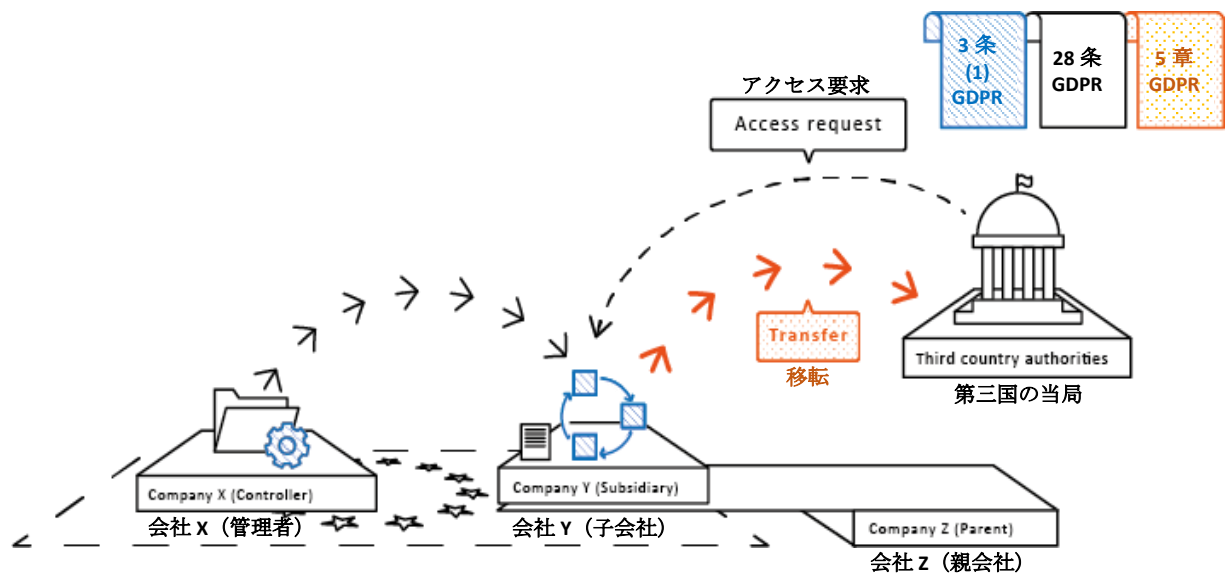 3 条
(1)
GDPR
28 条
GDPR
5 章
GDPR
アクセス要求
Access request
Transfer
移転
Third country authorities
第三国の当局
Company X (Controller)
会社 X（管理者）
Company Y (Subsidiary)
会社 Y（子会社）
Company Z (Parent)
会社 Z（親会社）